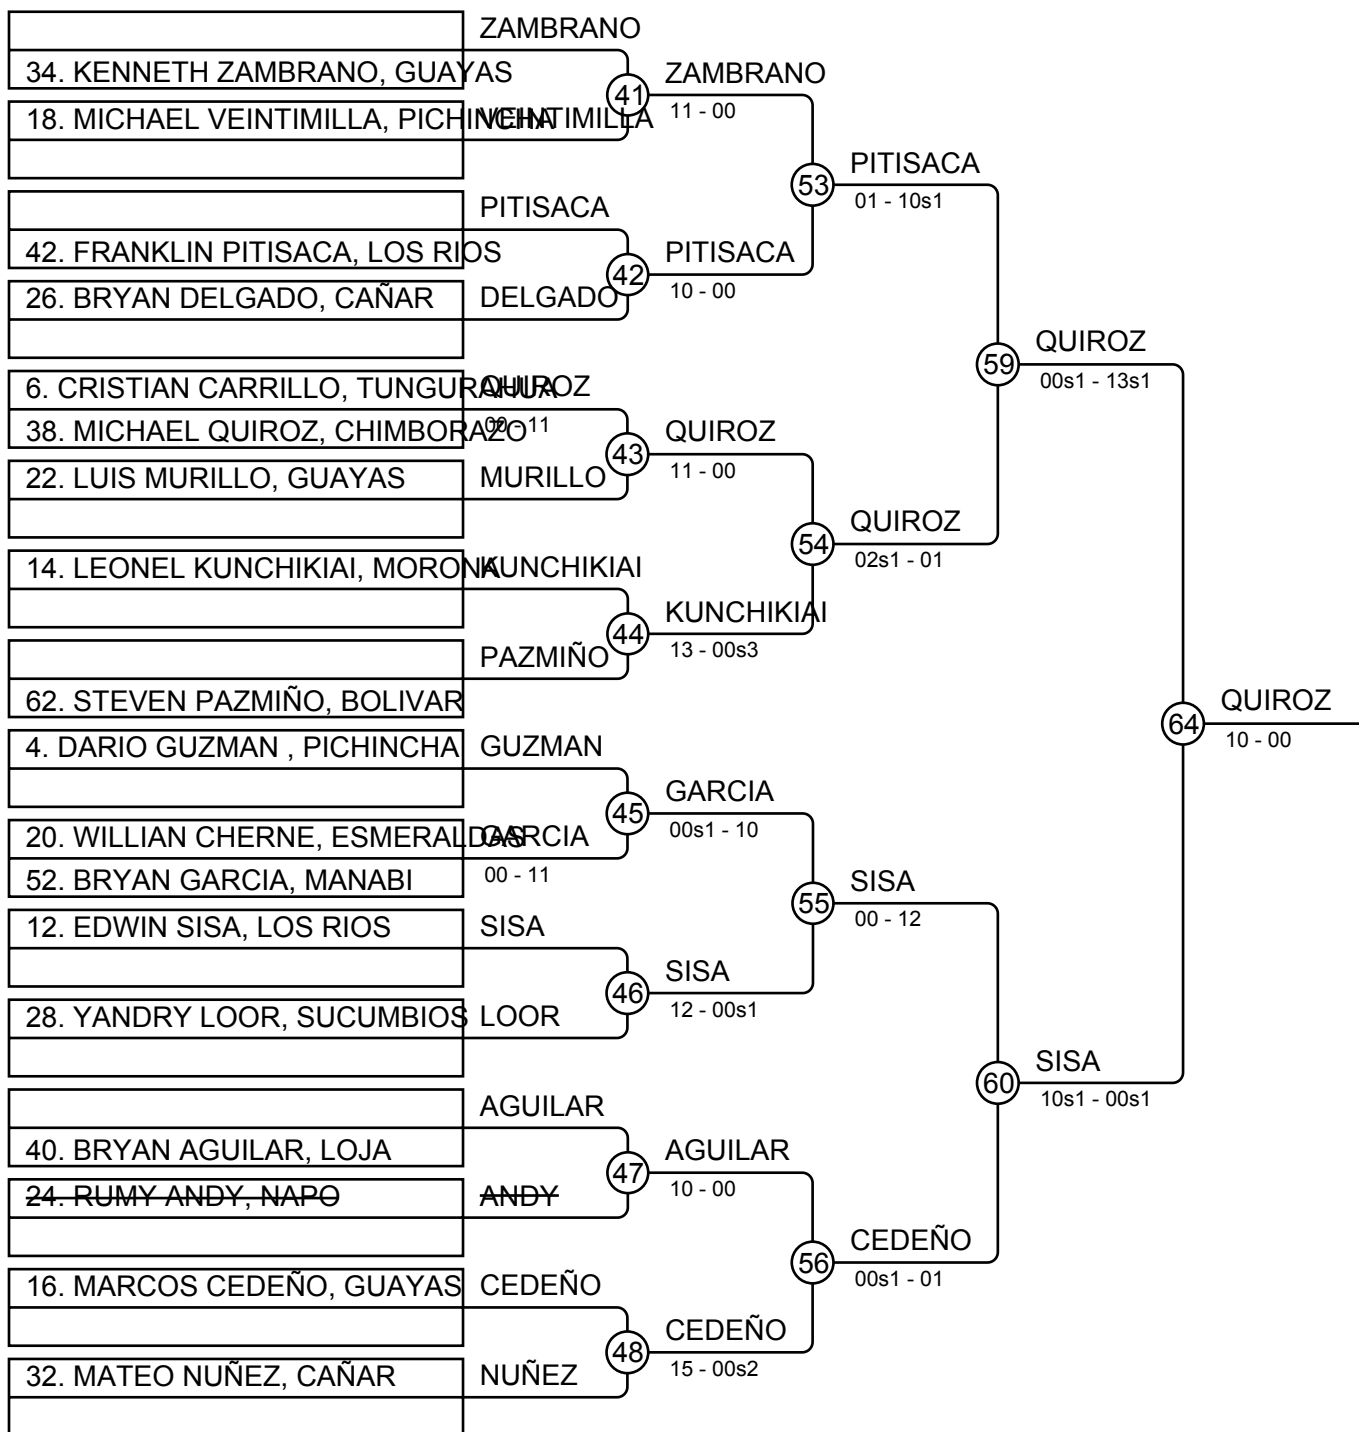 ZAMBRANO
34. KENNETH ZAMBRANO, GUAYAS
41
ZAMBRANO
11 - 00
18. MICHAEL VEINTIMILLA, PICHINCHA
VEINTIMILLA
53
PITISACA
01 - 10s1
PITISACA
42. FRANKLIN PITISACA, LOS RIOS
42
PITISACA
10 - 00
26. BRYAN DELGADO, CAÑAR
DELGADO
59
QUIROZ
00s1 - 13s1
6. CRISTIAN CARRILLO, TUNGURAHUA
QUIROZ
00 - 11
38. MICHAEL QUIROZ, CHIMBORAZO
43
QUIROZ
11 - 00
22. LUIS MURILLO, GUAYAS
MURILLO
54
QUIROZ
02s1 - 01
14. LEONEL KUNCHIKIAI, MORONA
KUNCHIKIAI
44
KUNCHIKIAI
13 - 00s3
PAZMIÑO
62. STEVEN PAZMIÑO, BOLIVAR
64
QUIROZ
10 - 00
4. DARIO GUZMAN , PICHINCHA
GUZMAN
45
GARCIA
00s1 - 10
20. WILLIAN CHERNE, ESMERALDAS
GARCIA
00 - 11
52. BRYAN GARCIA, MANABI
55
SISA
00 - 12
12. EDWIN SISA, LOS RIOS
SISA
46
SISA
12 - 00s1
28. YANDRY LOOR, SUCUMBIOS
LOOR
60
SISA
10s1 - 00s1
AGUILAR
40. BRYAN AGUILAR, LOJA
47
AGUILAR
10 - 00
24. RUMY ANDY, NAPO
ANDY
56
CEDEÑO
00s1 - 01
16. MARCOS CEDEÑO, GUAYAS
CEDEÑO
48
CEDEÑO
15 - 00s2
32. MATEO NUÑEZ, CAÑAR
NUÑEZ